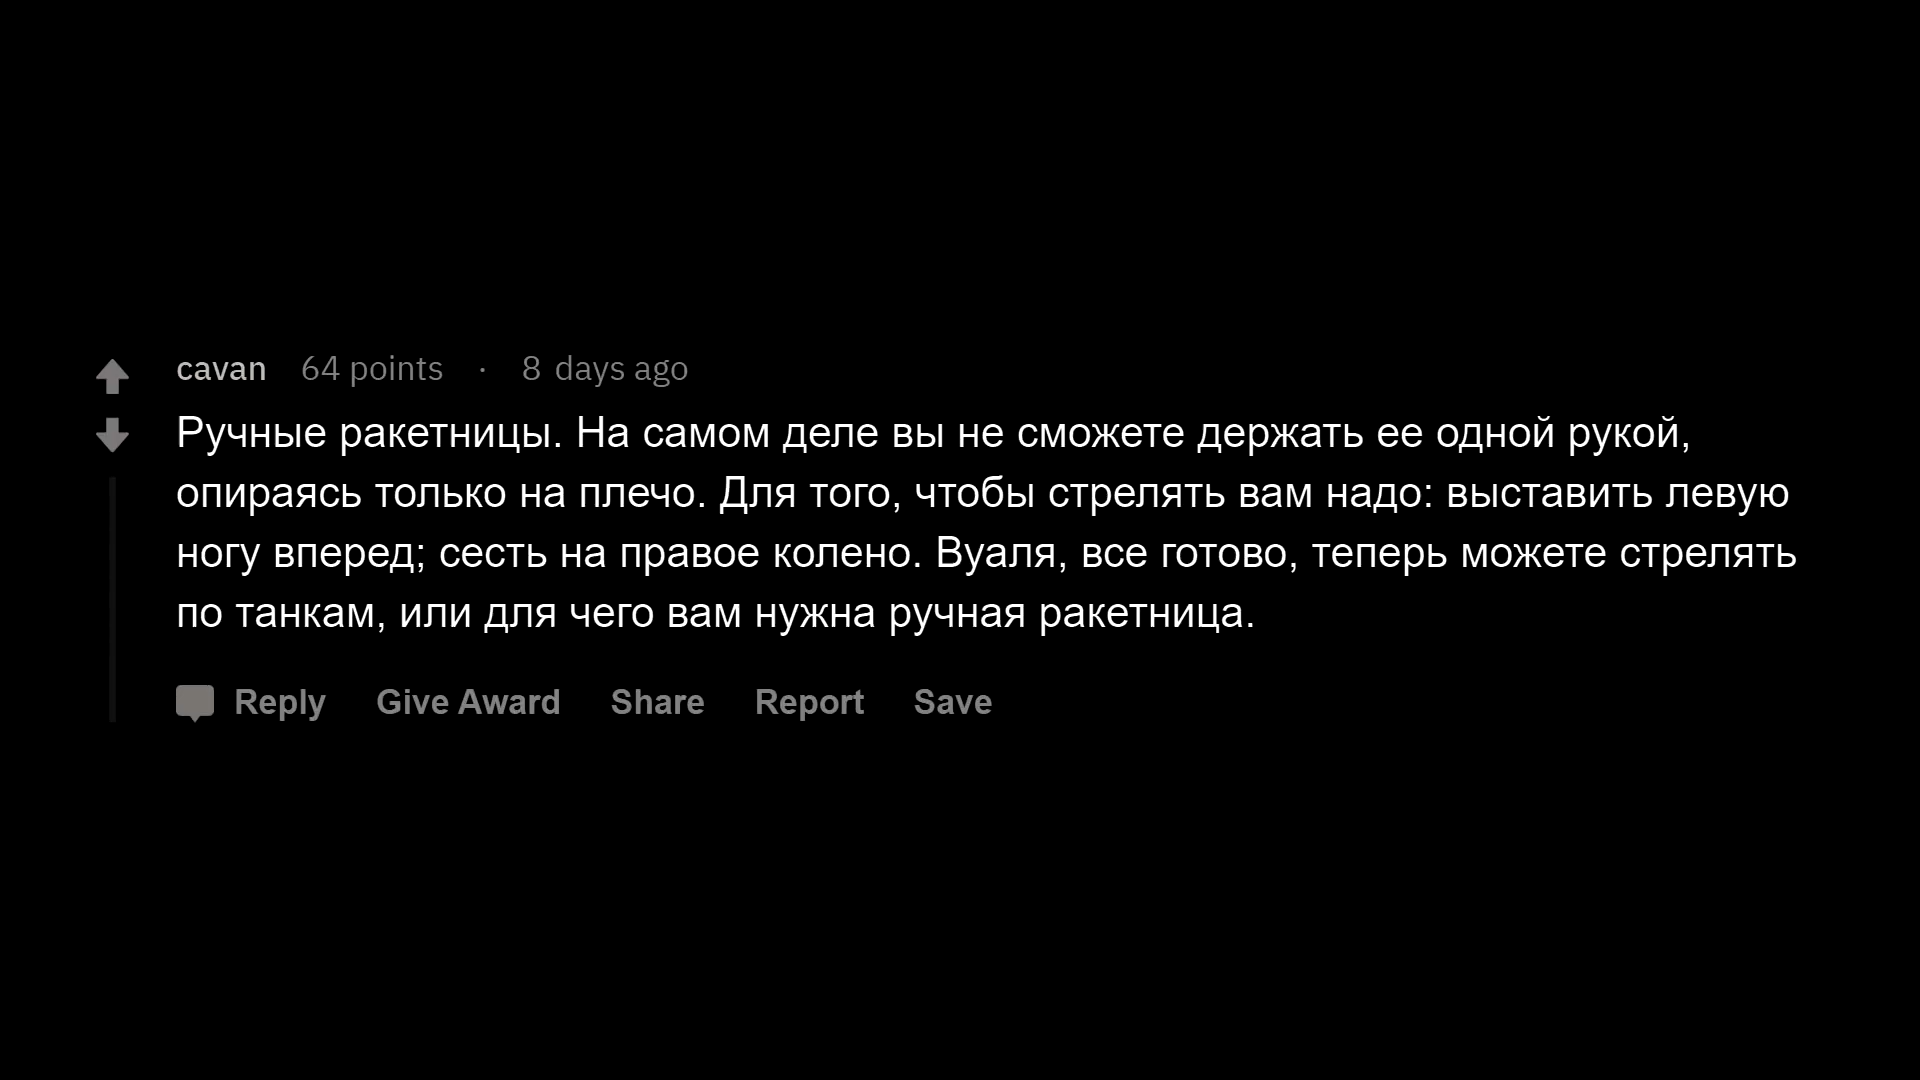 cavan 64 points · 8 days ago
Ручные ракетницы. На самом деле вы не сможете держать ее одной рукой,
опираясь только на плечо. Для того, чтобы стрелять вам надо: выставить левую
ногу вперед; сесть на правое колено. Вуаля, все готово, теперь можете стрелять
по танкам, или для чего вам нужна ручная ракетница.
Reply Give Award Share Report Save